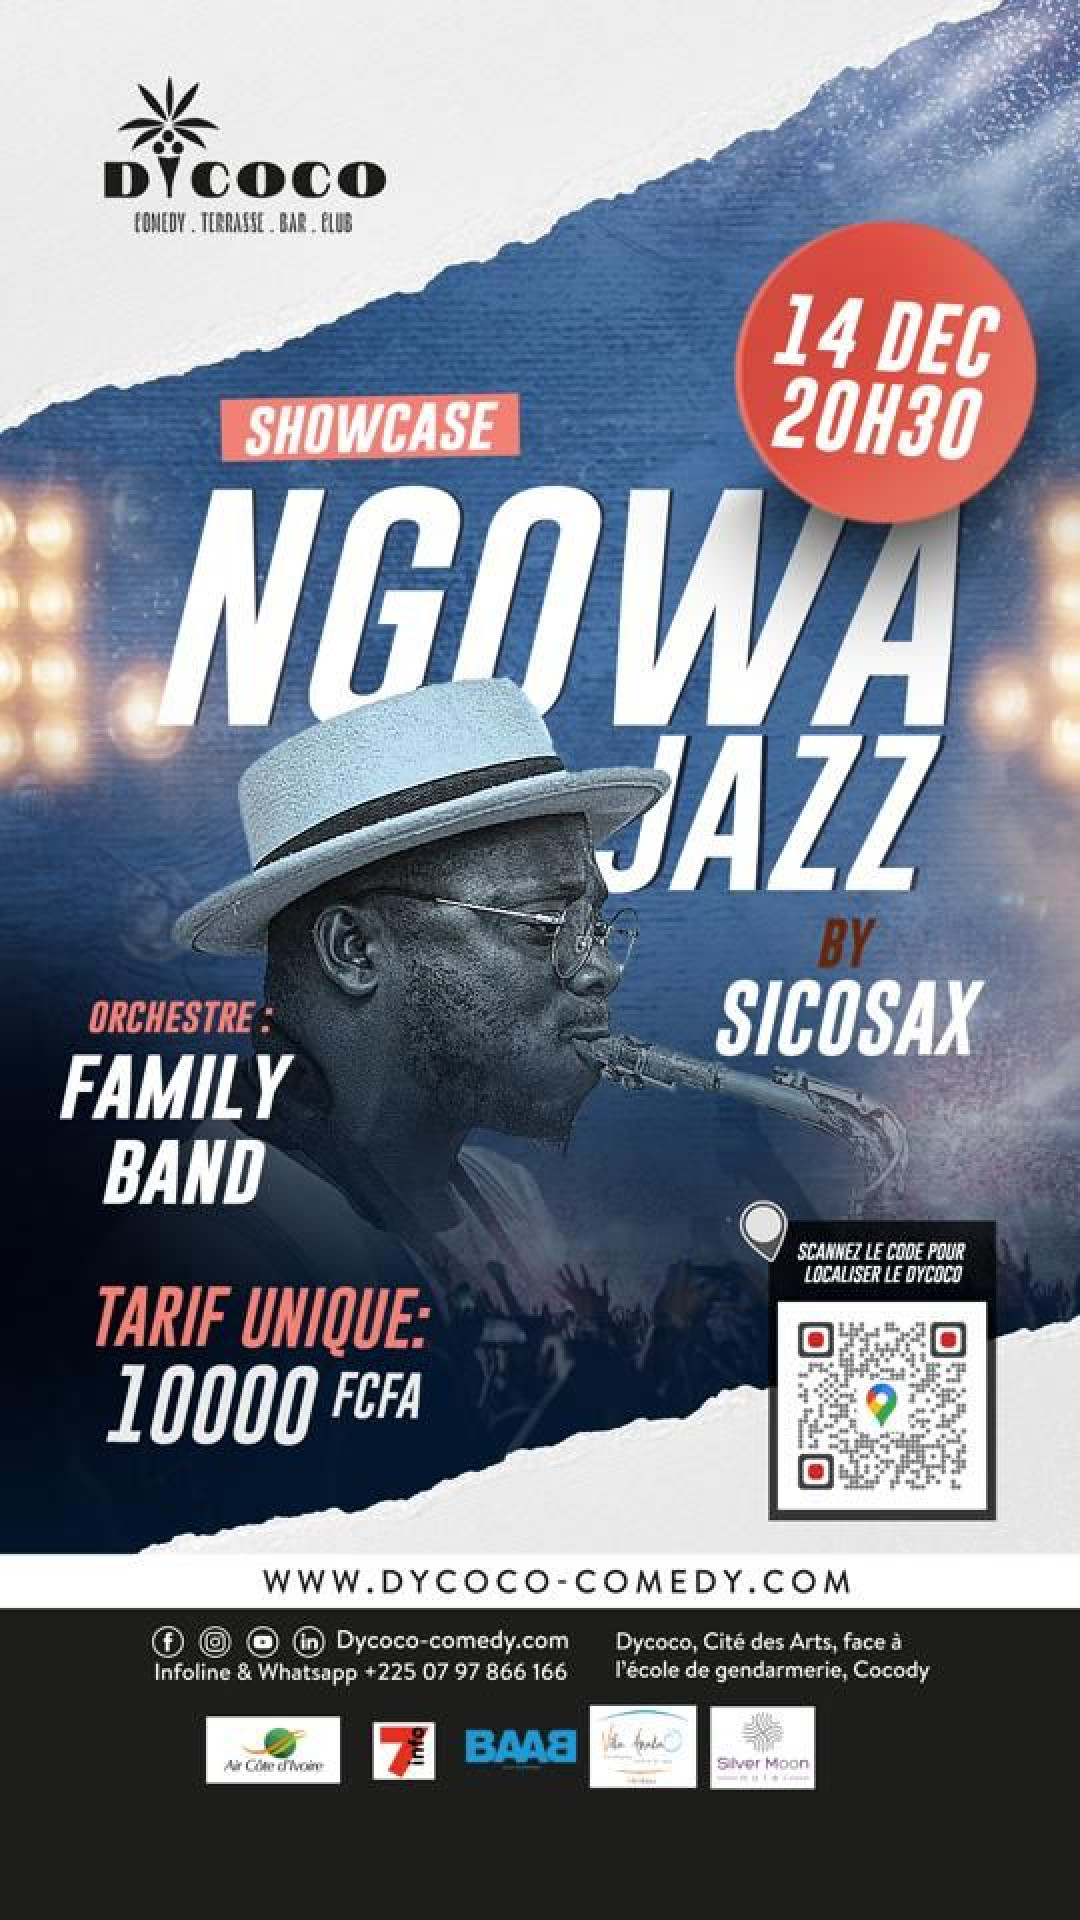 DYCOCO
COMEDY . TERRASSE . BAR . CLUB
14 DEC
20H30
SHOWCASE
NGOWA
JAZZ
BY
SICOSAX
ORCHESTRE :
FAMILY
BAND
TARIF UNIQUE:
10000 FCFA
SCANNEZ LE CODE POUR
LOCALISER LE DYCOCO
WWW.DYCOCO-COMEDY.COM
Dycoco-comedy.com
Infoline & Whatsapp +225 07 97 866 166
Dycoco, Cité des Arts, face à
l'école de gendarmerie, Cocody
Air Côte d'Ivoire
7info
BAAB
Villa
Silver Moon